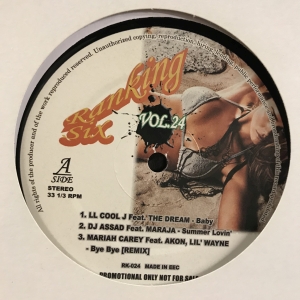 All rights of the producer and of the work reproduced reserved. Unauthorized copying,
Ranking
Six
VOL.24
A
SIDE
STEREO
33 1/3 RPM
1. LL COOL J Feat. THE DREAM - Baby
2. DJ ASSAD Feat. MARAJA - Summer Lovin'
3. MARIAH CAREY Feat. AKON, LIL' WAYNE
- Bye Bye [REMIX]
RK-024 MADE IN EEC
PROMOTIONAL ONLY NOT FOR